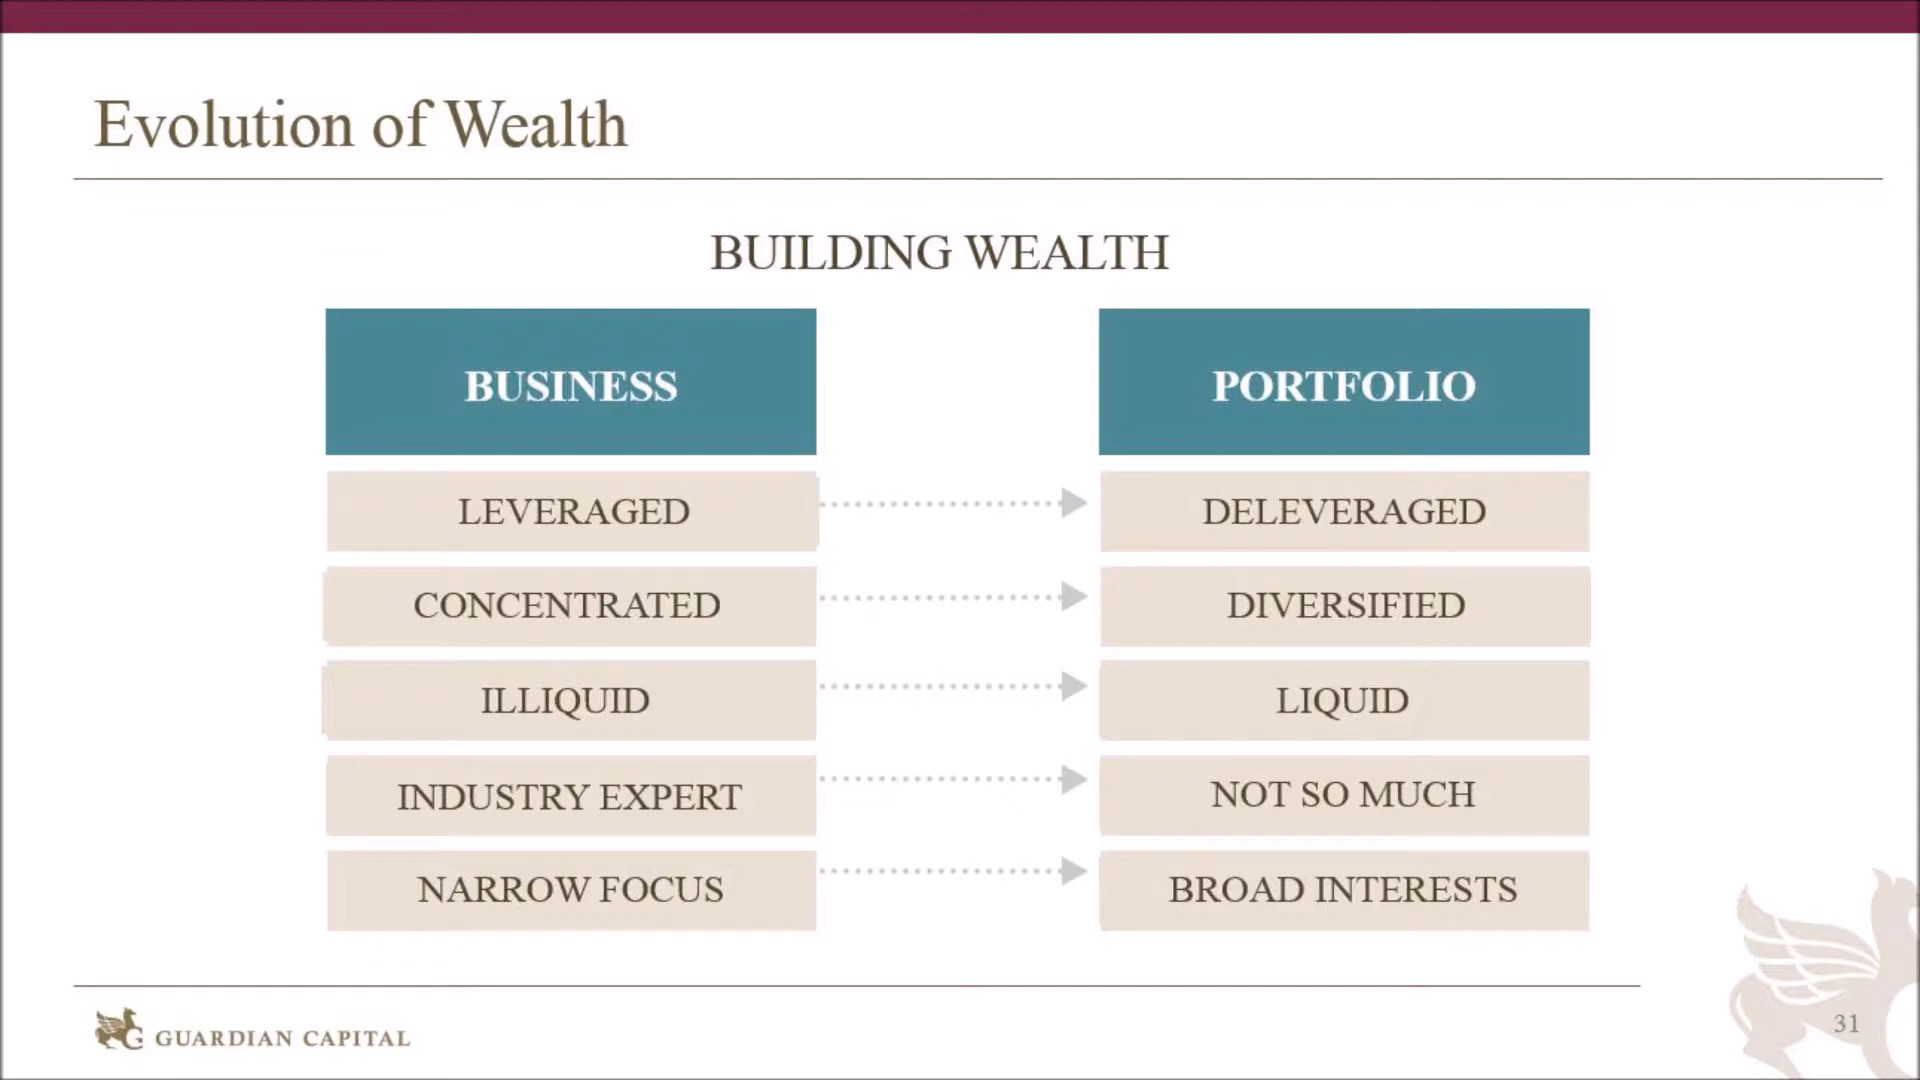 Evolution of Wealth
BUILDING WEALTH
BUSINESS
PORTFOLIO
LEVERAGED
DELEVERAGED
CONCENTRATED
DIVERSIFIED
ILLIQUID
LIQUID
INDUSTRY EXPERT
NOT SO MUCH
NARROW FOCUS
BROAD INTERESTS
GUARDIAN CAPITAL
31